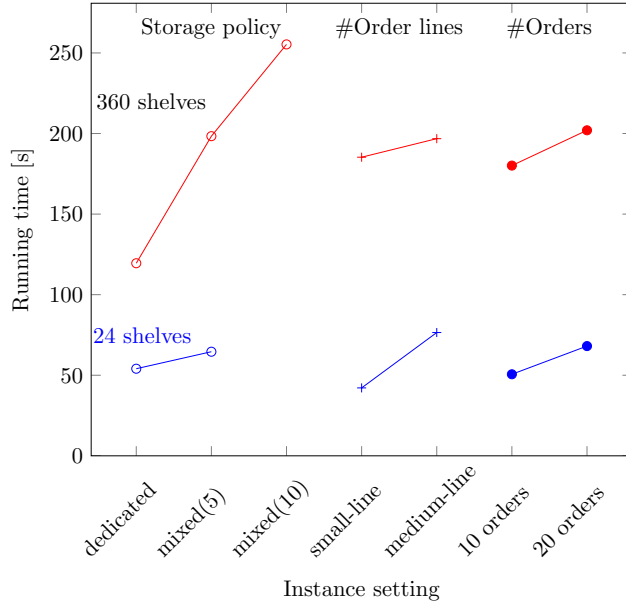 Storage policy #Order lines #Orders
250
360 shelves
200
150
100
24 shelves
50
0
Running time [s]
dedicated
mixed(5)
mixed(10)
small-line
medium-line
10 orders
20 orders
Instance setting